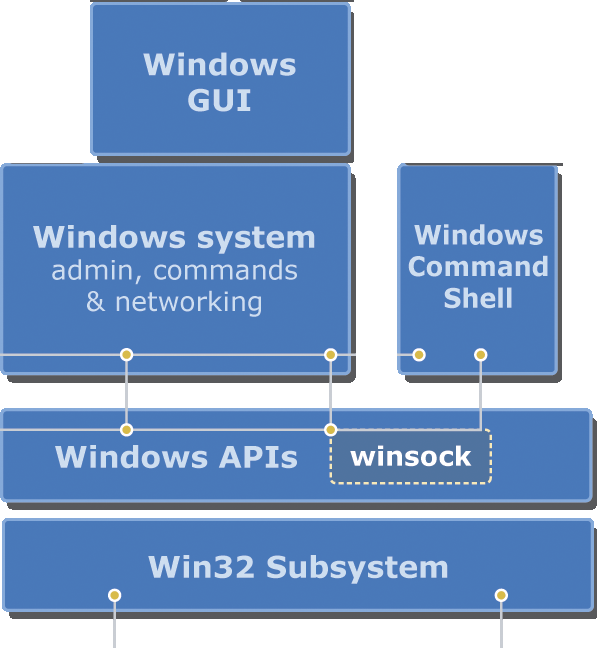 Windows
GUI
Windows system
admin, commands
& networking
Windows
Command
Shell
Windows APIs
winsock
Win32 Subsystem